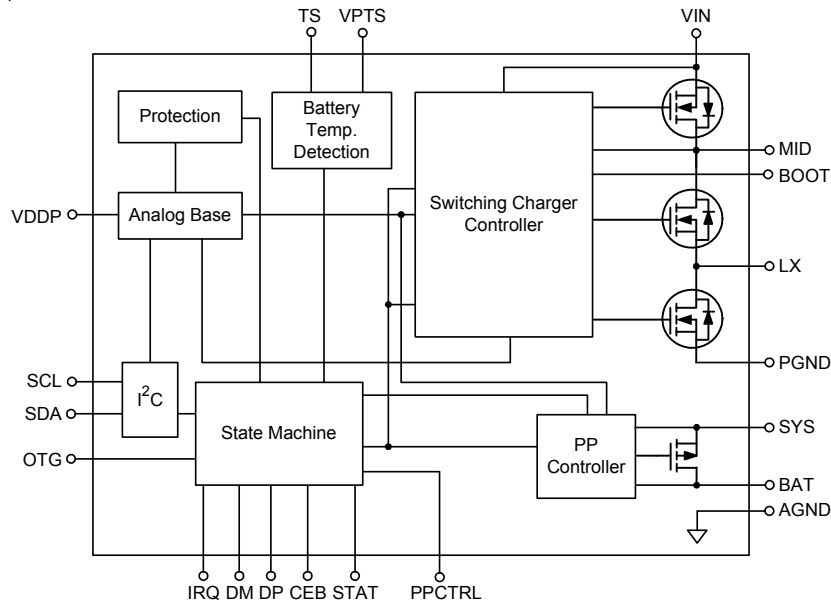 TS
VPTS
VIN
Protection
Battery
Temp.
Detection
MID
BOOT
VDDP
Analog Base
Switching Charger
Controller
LX
PGND
SCL
I²C
SDA
State Machine
SYS
OTG
PP
Controller
BAT
AGND
IRQ
DM
DP
CEB
STAT
PPCTRL